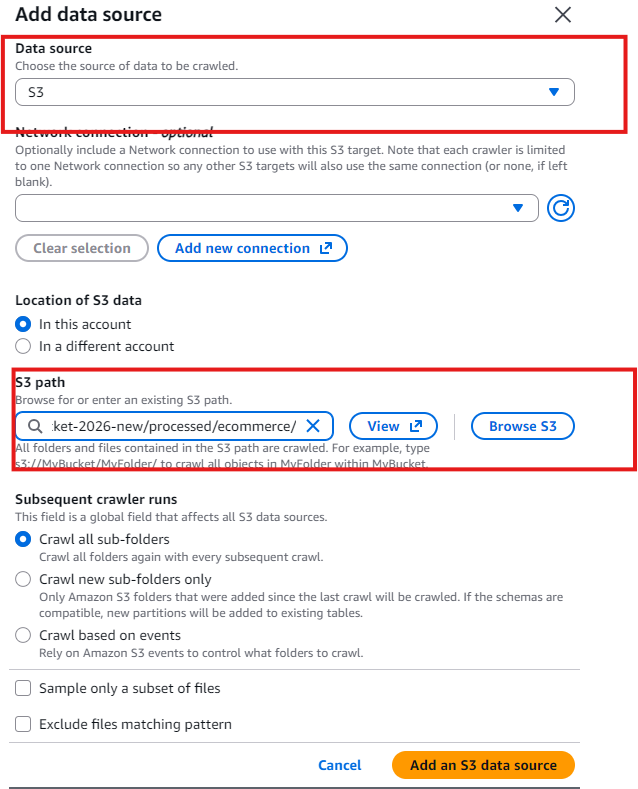 Add data source
Data source
Choose the source of data to be crawled.
S3
Network connection - optional
Optionally include a Network connection to use with this S3 target. Note that each crawler is limited
to one Network connection so any other S3 targets will also use the same connection (or none, if left
blank).
Clear selection
Add new connection
Location of S3 data
In this account
In a different account
S3 path
Browse for or enter an existing S3 path.
ket-2026-new/processed/ecommerce/
View
Browse S3
All folders and files contained in the S3 path are crawled. For example, type
s3://MyBucket/MyFolder/ to crawl all objects in MyFolder within MyBucket.
Subsequent crawler runs
This field is a global field that affects all S3 data sources.
Crawl all sub-folders
Crawl all folders again with every subsequent crawl.
Crawl new sub-folders only
Only Amazon S3 folders that were added since the last crawl will be crawled. If the schemas are
compatible, new partitions will be added to existing tables.
Crawl based on events
Rely on Amazon S3 events to control what folders to crawl.
Sample only a subset of files
Exclude files matching pattern
Cancel
Add an S3 data source